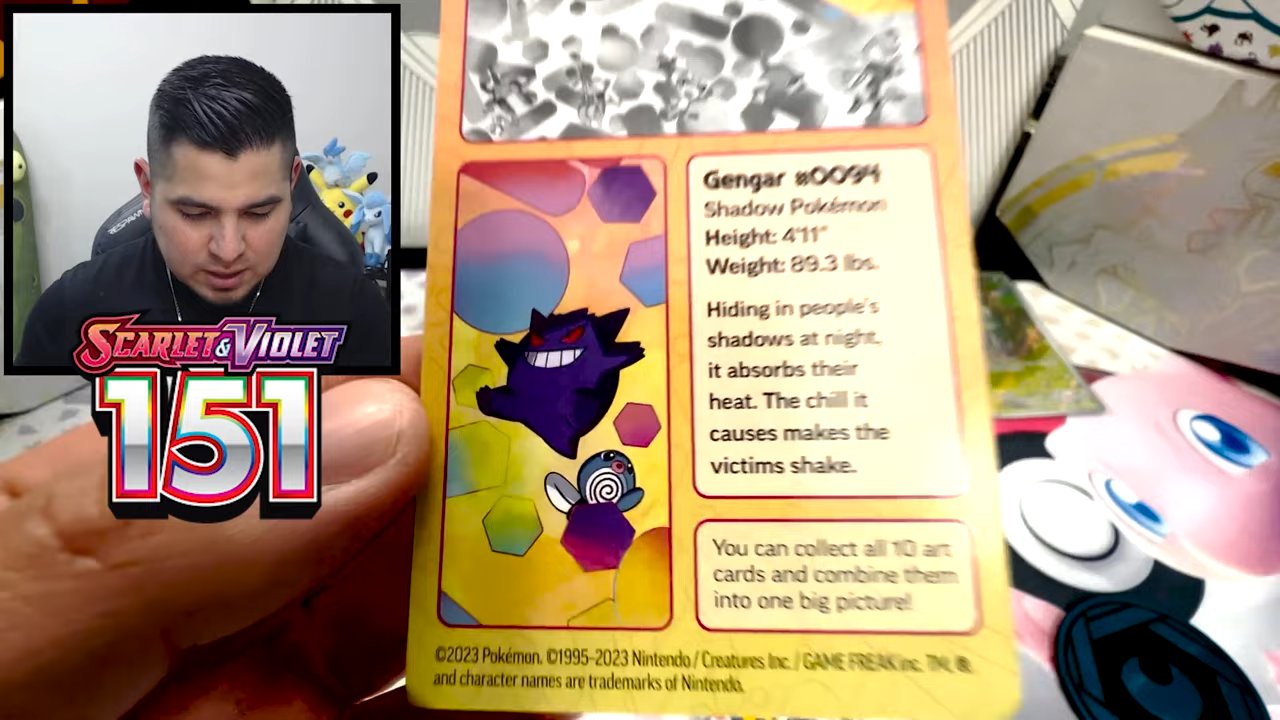 RESPAWN
SCARLET & VIOLET
151
Gengar #0094
Shadow Pokémon
Height: 4'11"
Weight: 89.3 lbs.
Hiding in people's
shadows at night,
it absorbs their
heat. The chill it
causes makes the
victims shake.
You can collect all 10 art
cards and combine them
into one big picture!
©2023 Pokémon. ©1995–2023 Nintendo / Creatures Inc. / GAME FREAK inc. TM, ®,
and character names are trademarks of Nintendo.